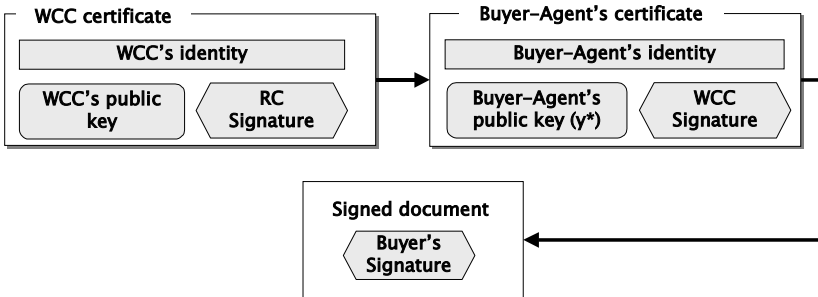 WCC certificate
WCC's identity
WCC's public
key
RC
Signature
Buyer-Agent's certificate
Buyer-Agent's identity
Buyer-Agent's
public key (y*)
WCC
Signature
Signed document
Buyer's
Signature